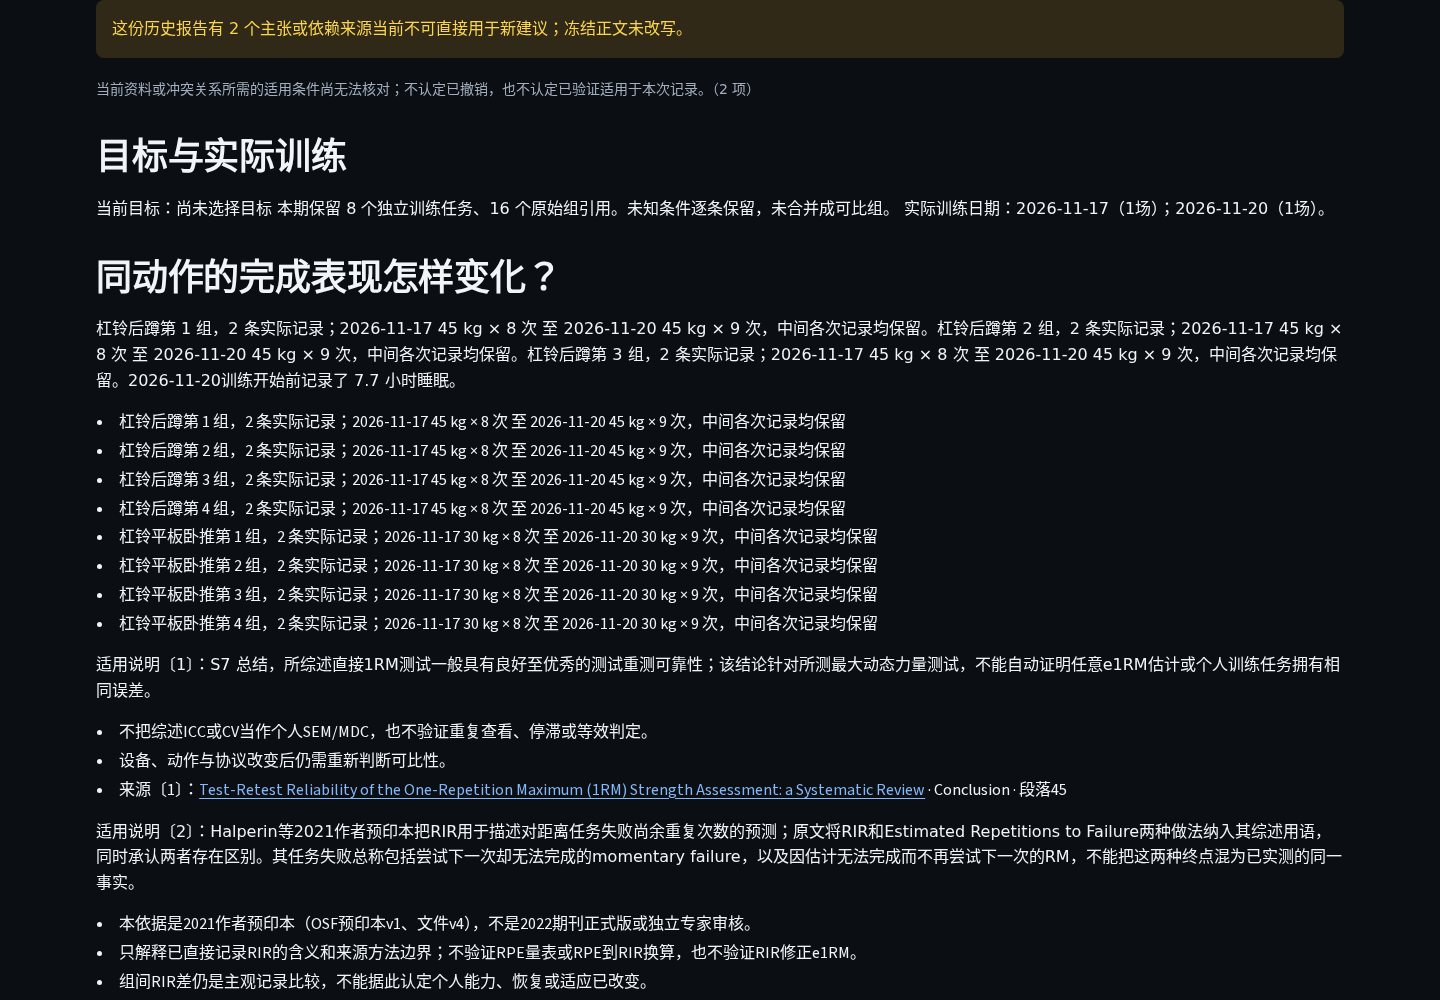 这份历史报告有 2 个主张或依赖来源当前不可直接用于新建议；冻结正文未改写。
当前资料或冲突关系所需的适用条件尚无法核对；不认定已撤销，也不认定已验证适用于本次记录。（2 项）
目标与实际训练
当前目标：尚未选择目标 本期保留 8 个独立训练任务、16 个原始组引用。未知条件逐条保留，未合并成可比组。 实际训练日期：2026-11-17（1场）；2026-11-20（1场）。
同动作的完成表现怎样变化？
杠铃后蹲第 1 组，2 条实际记录；2026-11-17 45 kg × 8 次 至 2026-11-20 45 kg × 9 次，中间各次记录均保留。杠铃后蹲第 2 组，2 条实际记录；2026-11-17 45 kg ×
8 次 至 2026-11-20 45 kg × 9 次，中间各次记录均保留。杠铃后蹲第 3 组，2 条实际记录；2026-11-17 45 kg × 8 次 至 2026-11-20 45 kg × 9 次，中间各次记录均保
留。2026-11-20训练开始前记录了 7.7 小时睡眠。
• 杠铃后蹲第 1 组，2 条实际记录；2026-11-17 45 kg × 8 次 至 2026-11-20 45 kg × 9 次，中间各次记录均保留
• 杠铃后蹲第 2 组，2 条实际记录；2026-11-17 45 kg × 8 次 至 2026-11-20 45 kg × 9 次，中间各次记录均保留
• 杠铃后蹲第 3 组，2 条实际记录；2026-11-17 45 kg × 8 次 至 2026-11-20 45 kg × 9 次，中间各次记录均保留
• 杠铃后蹲第 4 组，2 条实际记录；2026-11-17 45 kg × 8 次 至 2026-11-20 45 kg × 9 次，中间各次记录均保留
• 杠铃平板卧推第 1 组，2 条实际记录；2026-11-17 30 kg × 8 次 至 2026-11-20 30 kg × 9 次，中间各次记录均保留
• 杠铃平板卧推第 2 组，2 条实际记录；2026-11-17 30 kg × 8 次 至 2026-11-20 30 kg × 9 次，中间各次记录均保留
• 杠铃平板卧推第 3 组，2 条实际记录；2026-11-17 30 kg × 8 次 至 2026-11-20 30 kg × 9 次，中间各次记录均保留
• 杠铃平板卧推第 4 组，2 条实际记录；2026-11-17 30 kg × 8 次 至 2026-11-20 30 kg × 9 次，中间各次记录均保留
适用说明〔1〕：S7 总结，所综述直接1RM测试一般具有良好至优秀的测试重测可靠性；该结论针对所测最大动态力量测试，不能自动证明任意e1RM估计或个人训练任务拥有相
同误差。
• 不把综述ICC或CV当作个人SEM/MDC，也不验证重复查看、停滞或等效判定。
• 设备、动作与协议改变后仍需重新判断可比性。
• 来源〔1〕：Test-Retest Reliability of the One-Repetition Maximum (1RM) Strength Assessment: a Systematic Review · Conclusion · 段落45
适用说明〔2〕：Halperin等2021作者预印本把RIR用于描述对距离任务失败尚余重复次数的预测；原文将RIR和Estimated Repetitions to Failure两种做法纳入其综述用语，
同时承认两者存在区别。其任务失败总称包括尝试下一次却无法完成的momentary failure，以及因估计无法完成而不再尝试下一次的RM，不能把这两种终点混为已实测的同一
事实。
• 本依据是2021作者预印本（OSF预印本v1、文件v4），不是2022期刊正式版或独立专家审核。
• 只解释已直接记录RIR的含义和来源方法边界；不验证RPE量表或RPE到RIR换算，也不验证RIR修正e1RM。
• 组间RIR差仍是主观记录比较，不能据此认定个人能力、恢复或适应已改变。